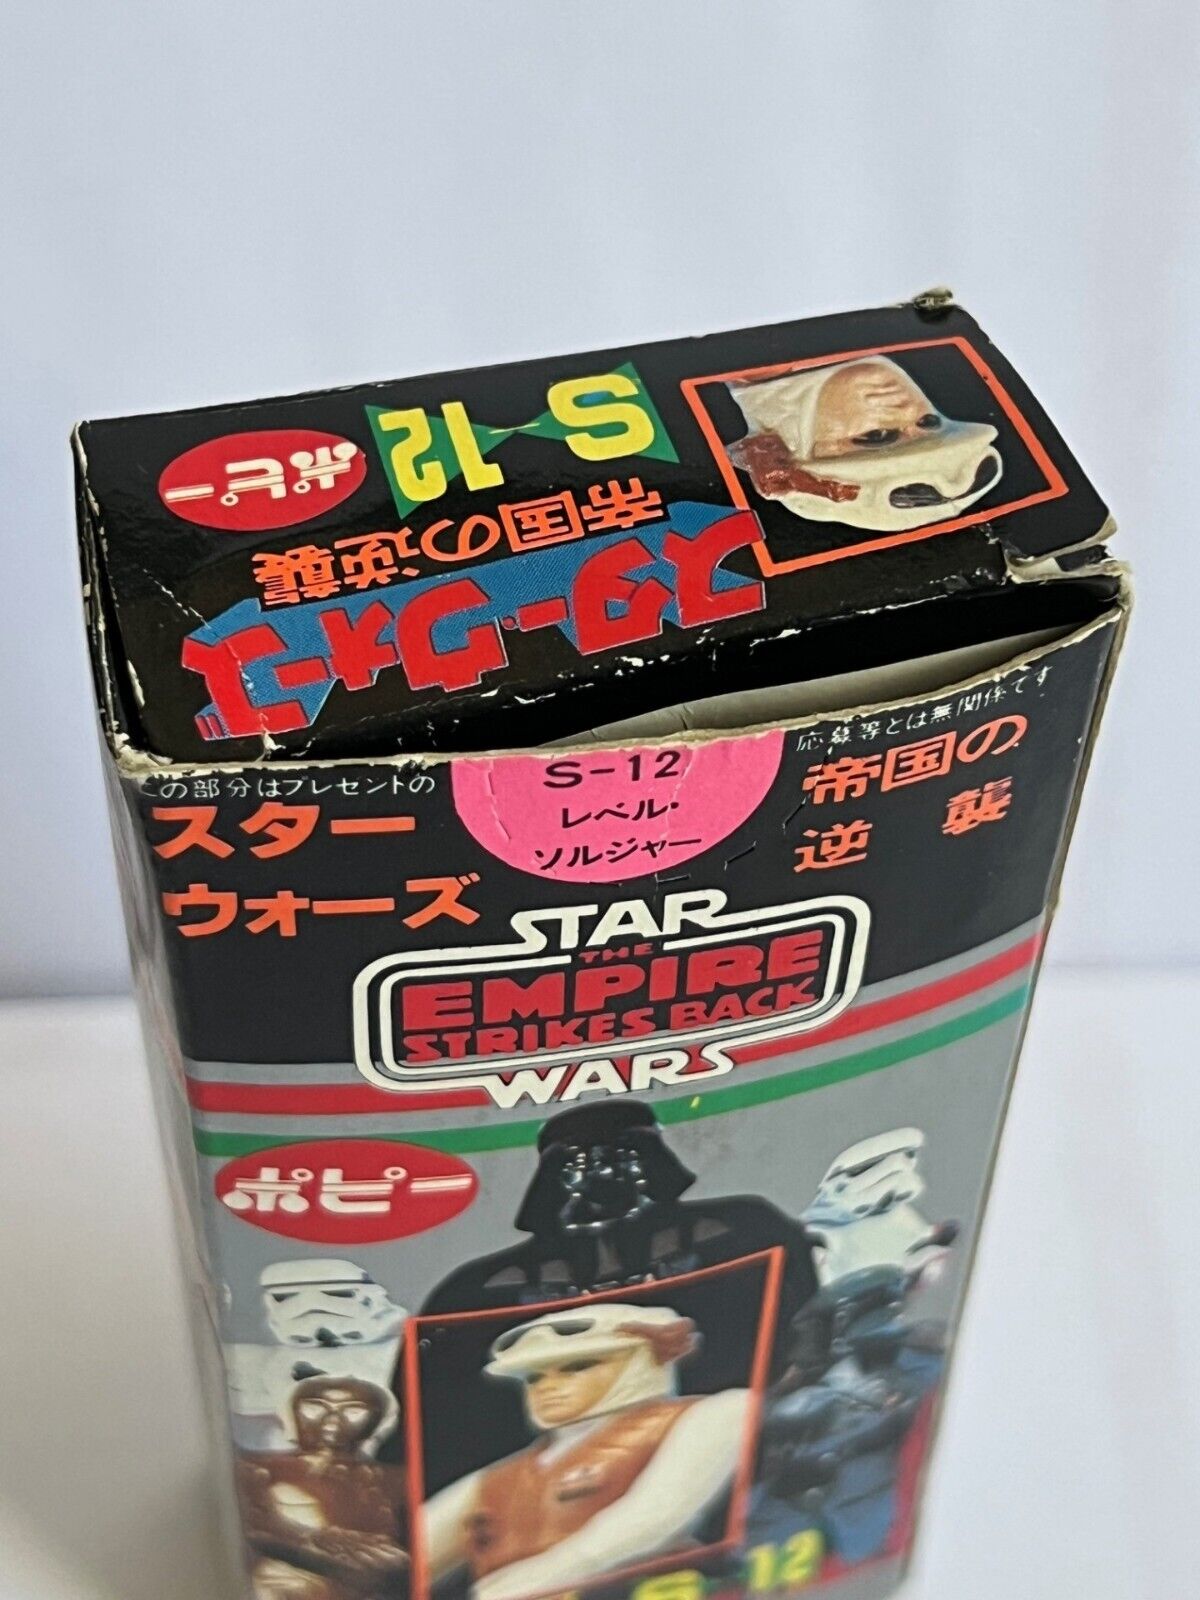 ポピー
S-12
帝国の逆襲
スター・ウォーズ
この部分はプレゼントの
応募等とは無関係です
S-12
レベル・
ソルジャー
スター
ウォーズ
帝国の
逆襲
STAR
THE
EMPIRE
STRIKES BACK
WARS
ポピー
S-12